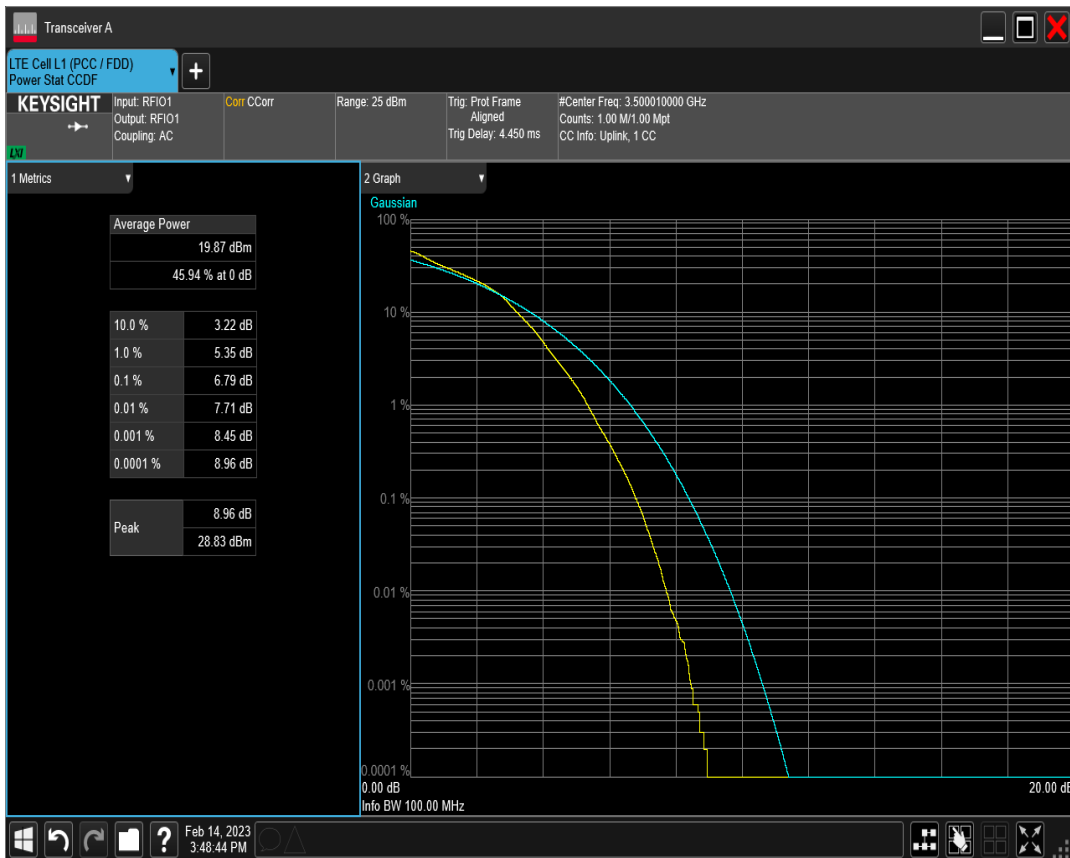 Transceiver A
LTE Cell L1 (PCC / FDD)
Power Stat CCDF
KEYSIGHT
LXI
Input: RFIO1
Output: RFIO1
Coupling: AC
Corr CCorr
Range: 25 dBm
Trig: Prot Frame
Aligned
Trig Delay: 4.450 ms
#Center Freq: 3.500010000 GHz
Counts: 1.00 M/1.00 Mpt
CC Info: Uplink, 1 CC
1 Metrics
Average Power
19.87 dBm
45.94 % at 0 dB
10.0 % 3.22 dB
1.0 % 5.35 dB
0.1 % 6.79 dB
0.01 % 7.71 dB
0.001 % 8.45 dB
0.0001 % 8.96 dB
Peak
8.96 dB
28.83 dBm
2 Graph
Gaussian
100 %
10 %
1 %
0.1 %
0.01 %
0.001 %
0.0001 %
0.00 dB 20.00 dB
Info BW 100.00 MHz
?
Feb 14, 2023
3:48:44 PM